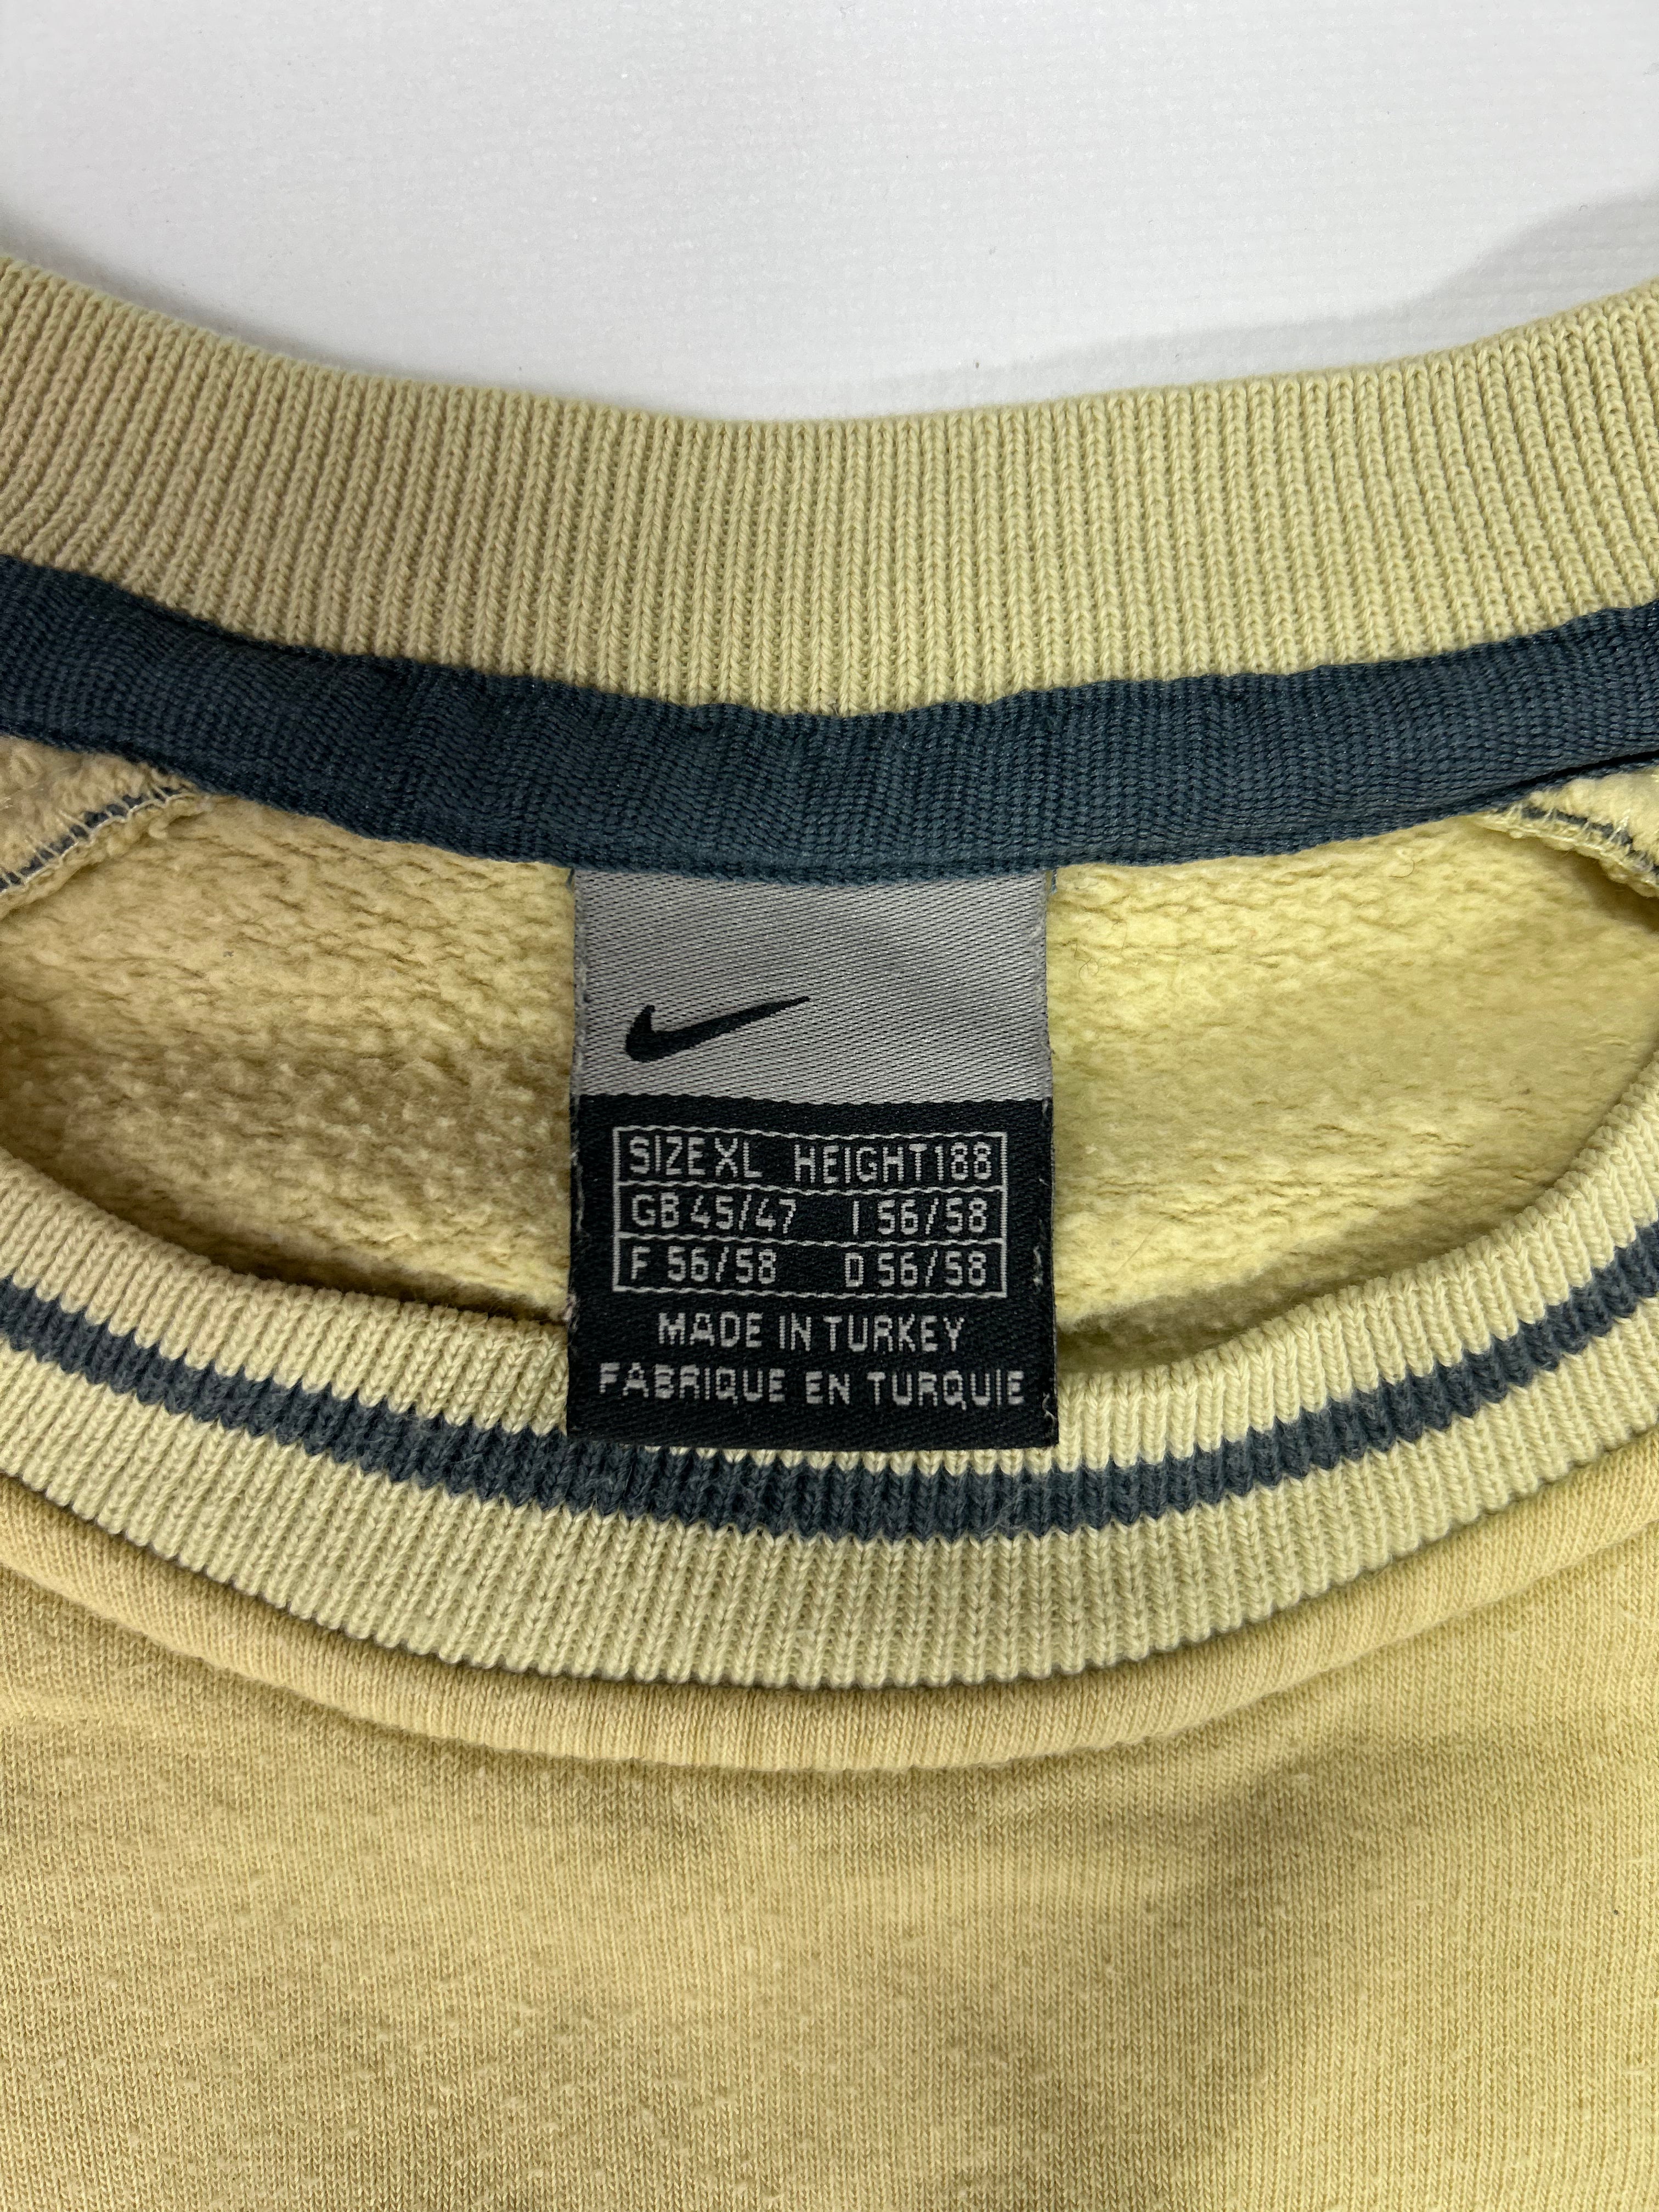 SIZE XL HEIGHT 188
GB 45/47 I 56/58
F 56/58 D 56/58
MADE IN TURKEY
FABRIQUE EN TURQUIE